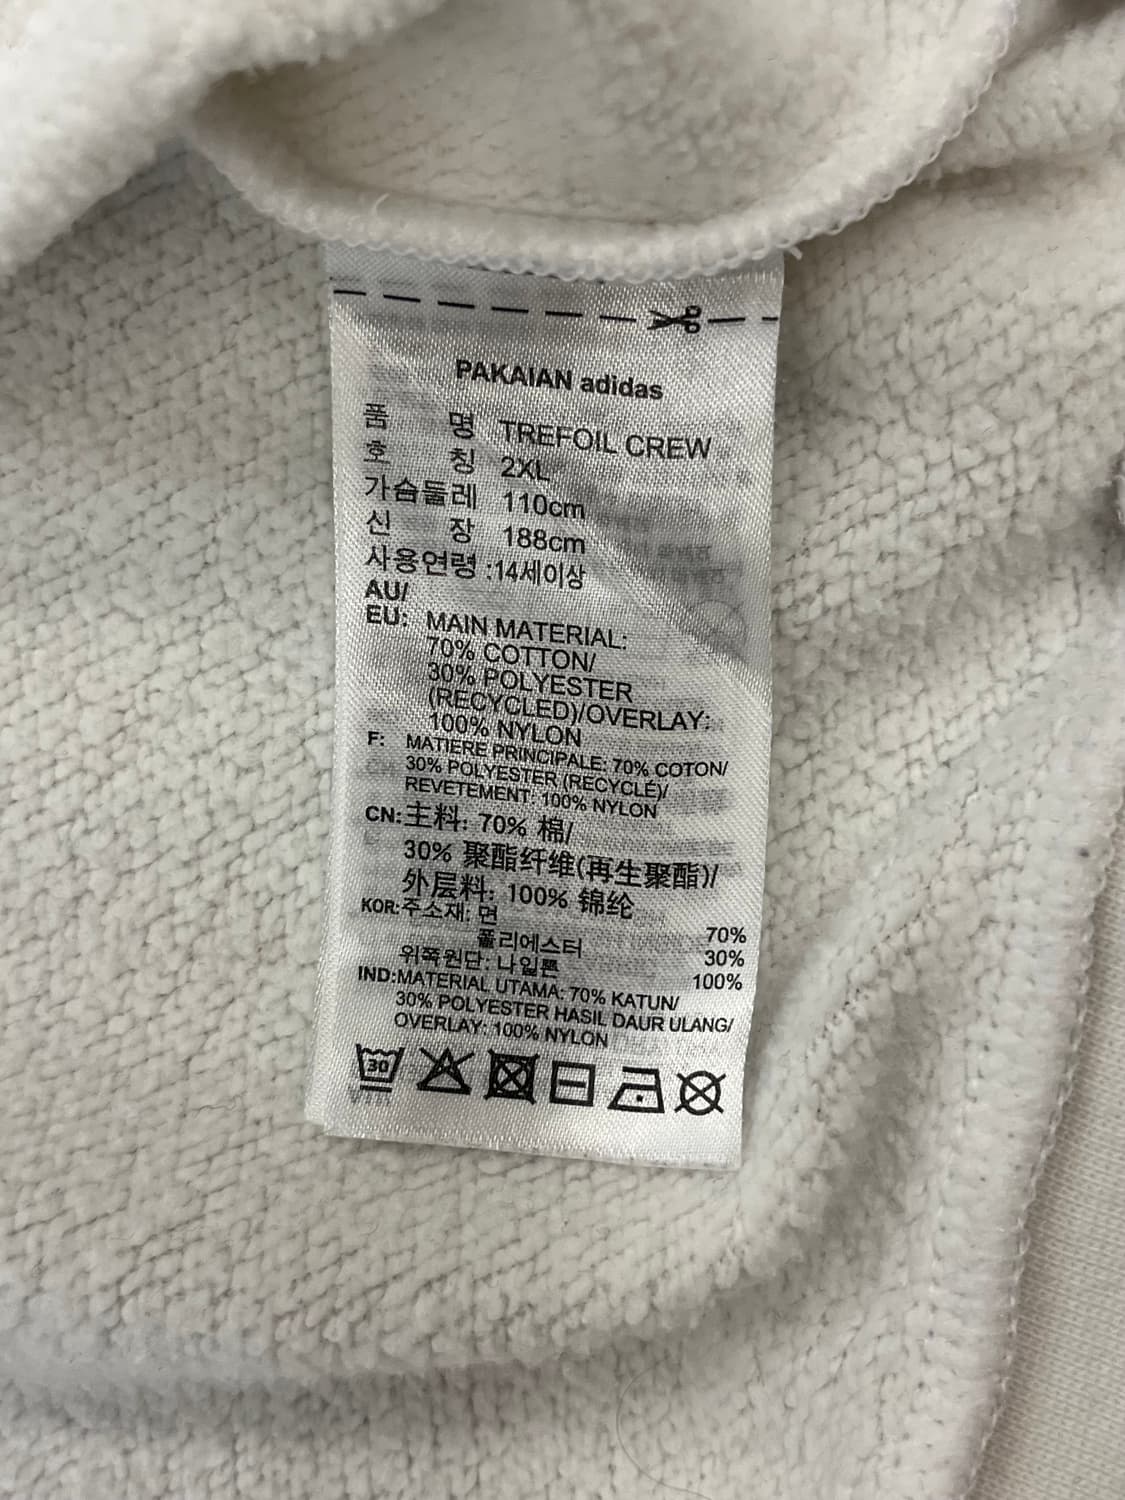 PAKAIAN adidas
품 명 TREFOIL CREW
호 칭 2XL
가슴둘레 110cm
신 장 188cm
사용연령 :14세이상
AU/
EU: MAIN MATERIAL:
70% COTTON/
30% POLYESTER
(RECYCLED)/OVERLAY:
100% NYLON
F: MATIERE PRINCIPALE: 70% COTON/
30% POLYESTER (RECYCLÉ)/
REVETEMENT: 100% NYLON
CN: 主料: 70% 棉/
30% 聚酯纤维(再生聚酯)/
外层料: 100% 锦纶
KOR: 주소재: 면 70%
폴리에스터 30%
위쪽원단: 나일론 100%
IND: MATERIAL UTAMA: 70% KATUN/
30% POLYESTER HASIL DAUR ULANG/
OVERLAY: 100% NYLON
30